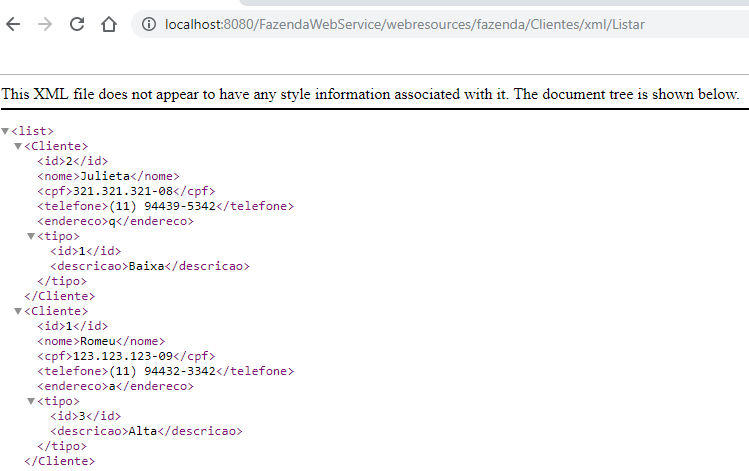 localhost:8080/FazendaWebService/webresources/fazenda/Clientes/xml/Listar
This XML file does not appear to have any style information associated with it. The document tree is shown below.
<list>
<Cliente>
<id>2</id>
<nome>Julieta</nome>
<cpf>321.321.321-08</cpf>
<telefone>(11) 94439-5342</telefone>
<endereco>q</endereco>
<tipo>
<id>1</id>
<descricao>Baixa</descricao>
</tipo>
</Cliente>
<Cliente>
<id>1</id>
<nome>Romeu</nome>
<cpf>123.123.123-09</cpf>
<telefone>(11) 94432-3342</telefone>
<endereco>a</endereco>
<tipo>
<id>3</id>
<descricao>Alta</descricao>
</tipo>
</Cliente>